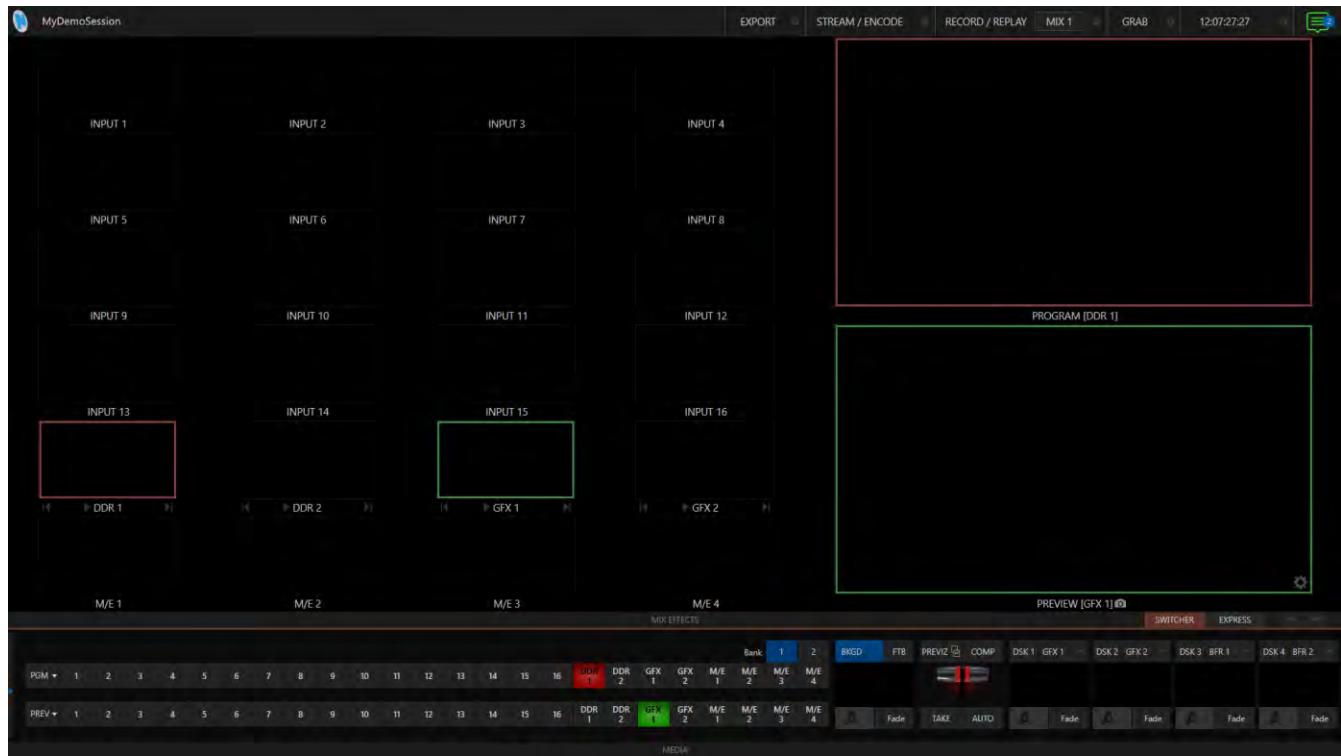 MyDemoSession EXPORT STREAM / ENCODE RECORD / REPLAY MIX 1 GRAB 12:07:27:27 2
INPUT 1 INPUT 2 INPUT 3 INPUT 4
INPUT 5 INPUT 6 INPUT 7 INPUT 8
INPUT 9 INPUT 10 INPUT 11 INPUT 12 PROGRAM [DDR 1]
INPUT 13 INPUT 14 INPUT 15 INPUT 16
DDR 1 DDR 2 GFX 1 GFX 2
M/E 1 M/E 2 M/E 3 M/E 4 PREVIEW [GFX 1]
MIX EFFECTS SWITCHER EXPRESS
Bank 1 2 BKGD FTB PREVIZ COMP DSK 1 GFX 1 DSK 2 GFX 2 DSK 3 BFR 1 DSK 4 BFR 2
PGM 1 2 3 4 5 6 7 8 9 10 11 12 13 14 15 16 DDR 1 DDR 2 GFX 1 GFX 2 M/E 1 M/E 2 M/E 3 M/E 4
PREV 1 2 3 4 5 6 7 8 9 10 11 12 13 14 15 16 DDR 1 DDR 2 GFX 1 GFX 2 M/E 1 M/E 2 M/E 3 M/E 4 Fade TAKE AUTO Fade Fade Fade Fade
MEDIA